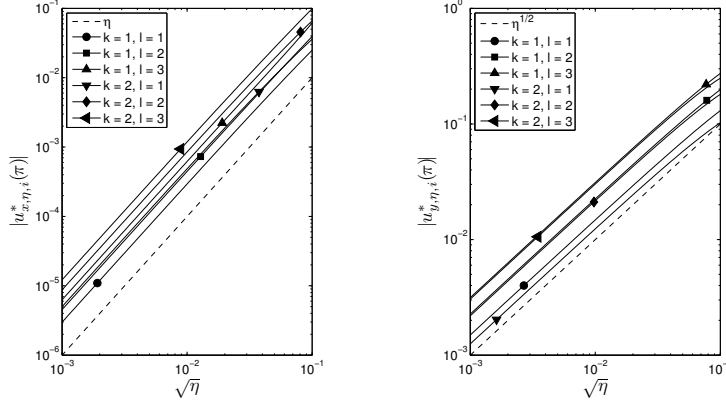 10⁻¹
10⁻²
10⁻³
10⁻⁴
10⁻⁵
10⁻⁶
|u*ₓ,η,ᵢ(π)|
η
k = 1, l = 1
k = 1, l = 2
k = 1, l = 3
k = 2, l = 1
k = 2, l = 2
k = 2, l = 3
10⁻³ 10⁻² 10⁻¹
√η
10⁰
10⁻¹
10⁻²
10⁻³
|u*_{y,η,i}(π)|
η^{1/2}
k = 1, l = 1
k = 1, l = 2
k = 1, l = 3
k = 2, l = 1
k = 2, l = 2
k = 2, l = 3
10⁻³ 10⁻² 10⁻¹
√η